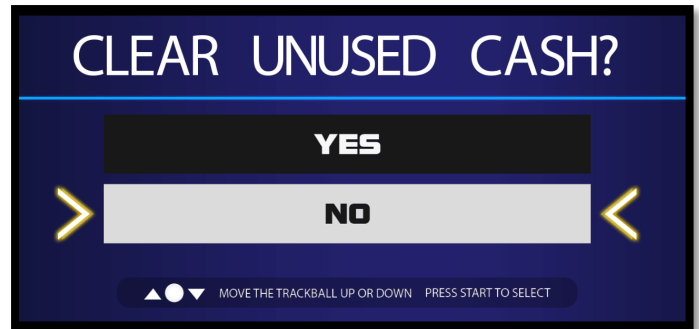 CLEAR UNUSED CASH?
YES
NO
MOVE THE TRACKBALL UP OR DOWN PRESS START TO SELECT